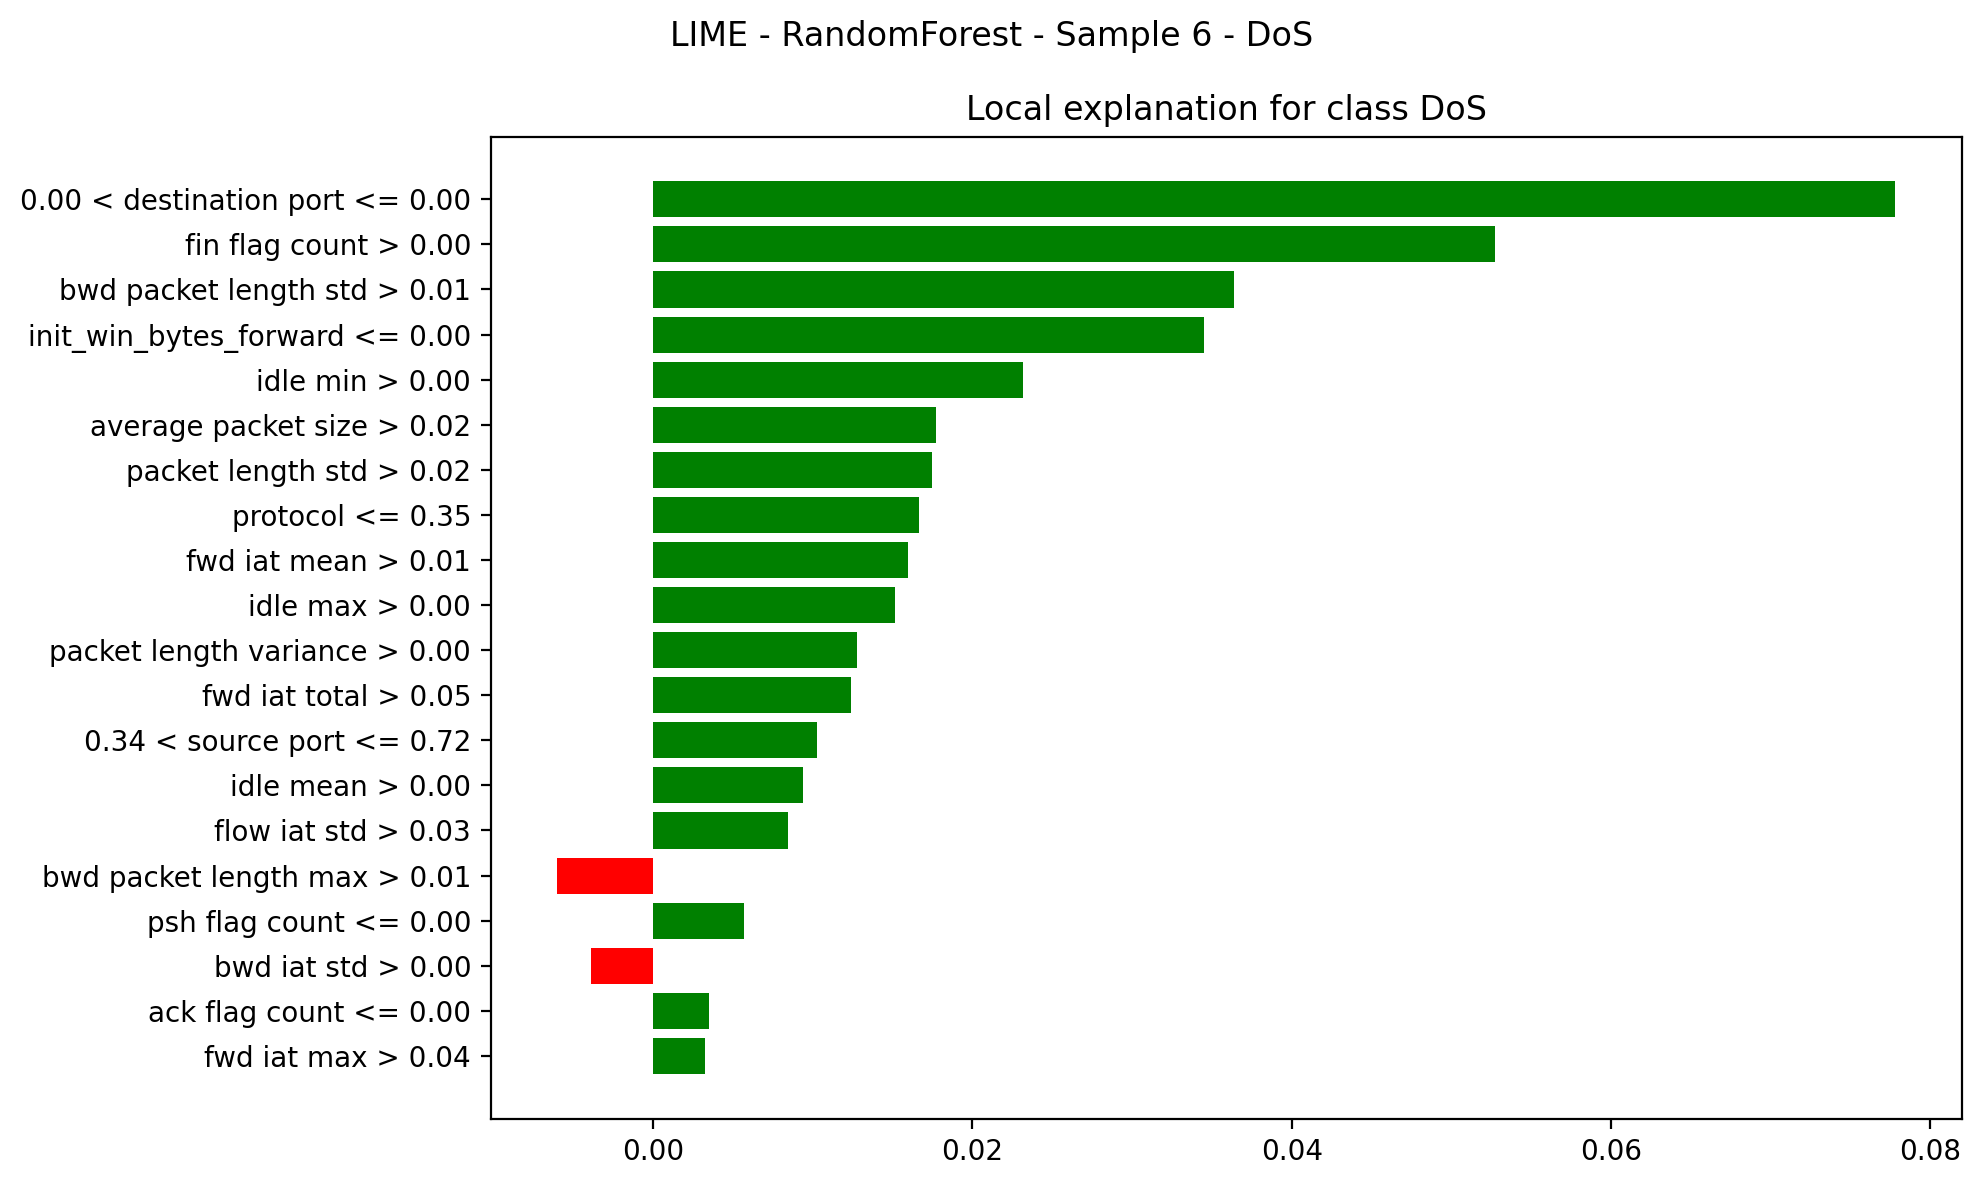 LIME - RandomForest - Sample 6 - DoS
Local explanation for class DoS
0.00 < destination port <= 0.00
fin flag count > 0.00
bwd packet length std > 0.01
init_win_bytes_forward <= 0.00
idle min > 0.00
average packet size > 0.02
packet length std > 0.02
protocol <= 0.35
fwd iat mean > 0.01
idle max > 0.00
packet length variance > 0.00
fwd iat total > 0.05
0.34 < source port <= 0.72
idle mean > 0.00
flow iat std > 0.03
bwd packet length max > 0.01
psh flag count <= 0.00
bwd iat std > 0.00
ack flag count <= 0.00
fwd iat max > 0.04
0.00 0.02 0.04 0.06 0.08